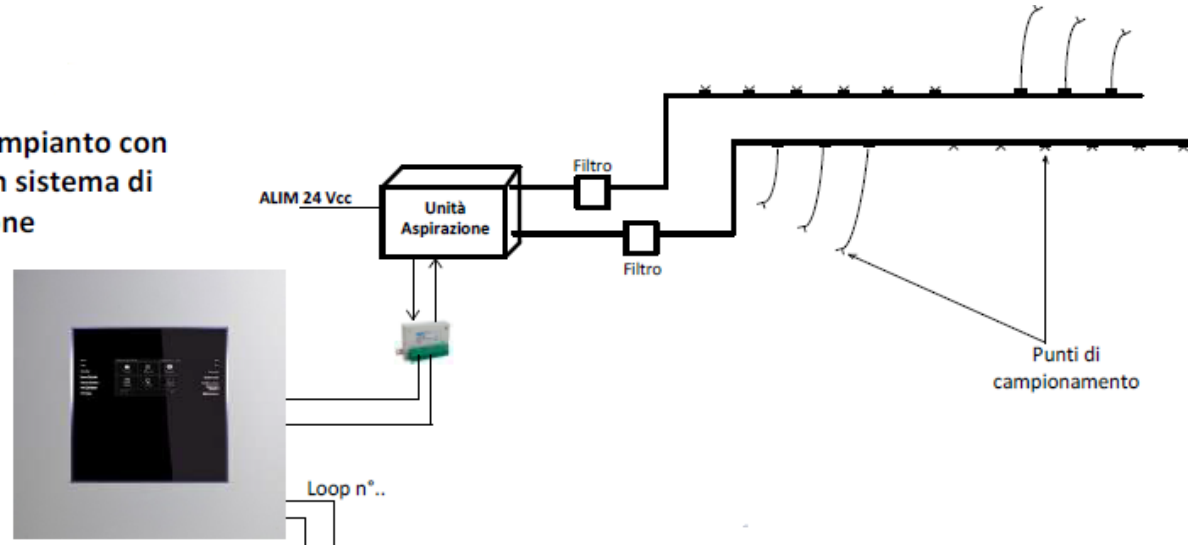 mpianto con
sistema di
ne
ALIM 24 Vcc
Unità
Aspirazione
Filtro
Filtro
Punti di
campionamento
Loop n°..